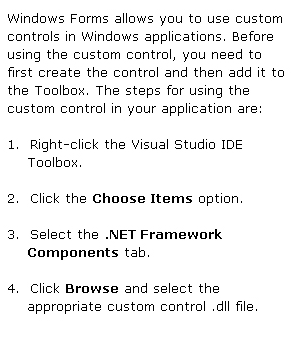 Windows Forms allows you to use custom
controls in Windows applications. Before
using the custom control, you need to
first create the control and then add it to
the Toolbox. The steps for using the
custom control in your application are:
1. Right-click the Visual Studio IDE
Toolbox.
2. Click the Choose Items option.
3. Select the .NET Framework
Components tab.
4. Click Browse and select the
appropriate custom control .dll file.